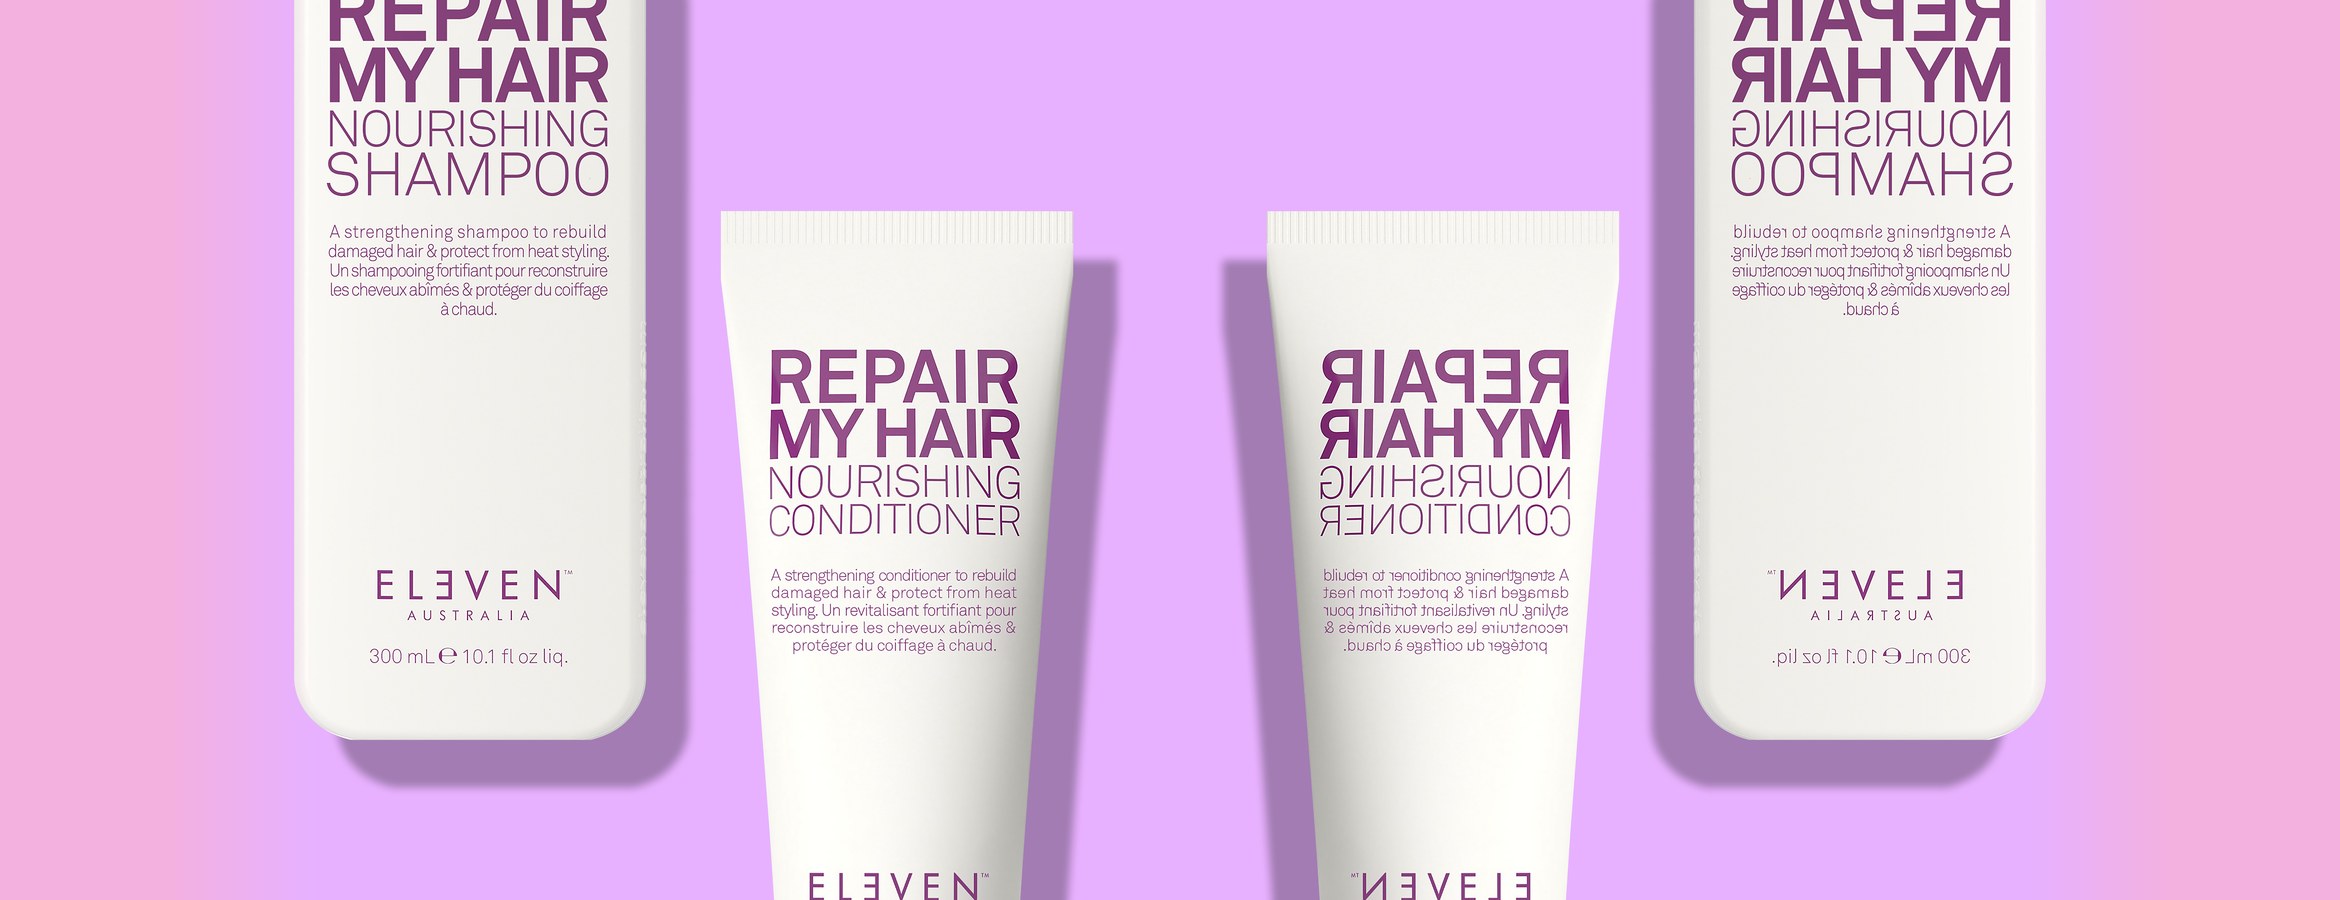 REPAIR
MY HAIR
NOURISHING
SHAMPOO
A strengthening shampoo to rebuild
damaged hair & protect from heat styling.
Un shampooing fortifiant pour reconstruire
les cheveux abîmés & protéger du coiffage
à chaud.
ELEVEN™
AUSTRALIA
300 mL ℮ 10.1 fl oz liq.
REPAIR
MY HAIR
NOURISHING
CONDITIONER
A strengthening conditioner to rebuild
damaged hair & protect from heat
styling. Un revitalisant fortifiant pour
reconstruire les cheveux abîmés &
protéger du coiffage à chaud.
ELEVEN™
REPAIR
MY HAIR
NOURISHING
CONDITIONER
A strengthening conditioner to rebuild
damaged hair & protect from heat
styling. Un revitalisant fortifiant pour
reconstruire les cheveux abîmés &
protéger du coiffage à chaud.
ELEVEN™
REPAIR
MY HAIR
NOURISHING
SHAMPOO
A strengthening shampoo to rebuild
damaged hair & protect from heat styling.
Un shampooing fortifiant pour reconstruire
les cheveux abîmés & protéger du coiffage
à chaud.
ELEVEN™
AUSTRALIA
300 mL ℮ 10.1 fl oz liq.